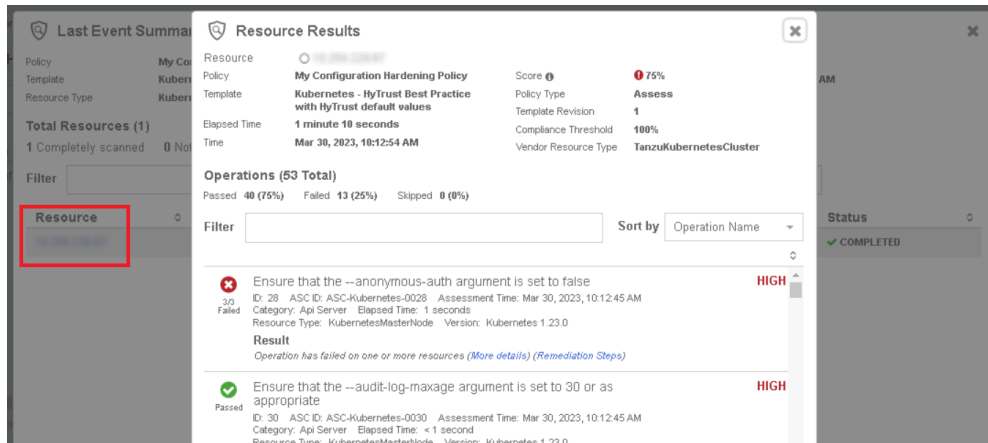 Last Event Summar
Policy My Co
Template Kuber
Resource Type Kuber
Total Resources (1)
1 Completely scanned 0 Not
Filter
Resource
Status
COMPLETED
AM
Resource Results
Resource
Policy My Configuration Hardening Policy
Template Kubernetes - HyTrust Best Practice
with HyTrust default values
Elapsed Time 1 minute 10 seconds
Time Mar 30, 2023, 10:12:54 AM
Score 75%
Policy Type Assess
Template Revision 1
Compliance Threshold 100%
Vendor Resource Type TanzuKubernetesCluster
Operations (53 Total)
Passed 40 (75%) Failed 13 (25%) Skipped 0 (0%)
Filter
Sort by Operation Name
Ensure that the --anonymous-auth argument is set to false HIGH
3/3
Failed
ID: 28 ASC ID: ASC-Kubernetes-0028 Assessment Time: Mar 30, 2023, 10:12:45 AM
Category: Api Server Elapsed Time: 1 seconds
Resource Type: KubernetesMasterNode Version: Kubernetes 1.23.0
Result
Operation has failed on one or more resources (More details) (Remediation Steps)
Ensure that the --audit-log-maxage argument is set to 30 or as HIGH
appropriate
Passed
ID: 30 ASC ID: ASC-Kubernetes-0030 Assessment Time: Mar 30, 2023, 10:12:45 AM
Category: Api Server Elapsed Time: < 1 second
Resource Type: KubernetesMasterNode Version: Kubernetes 1.23.0